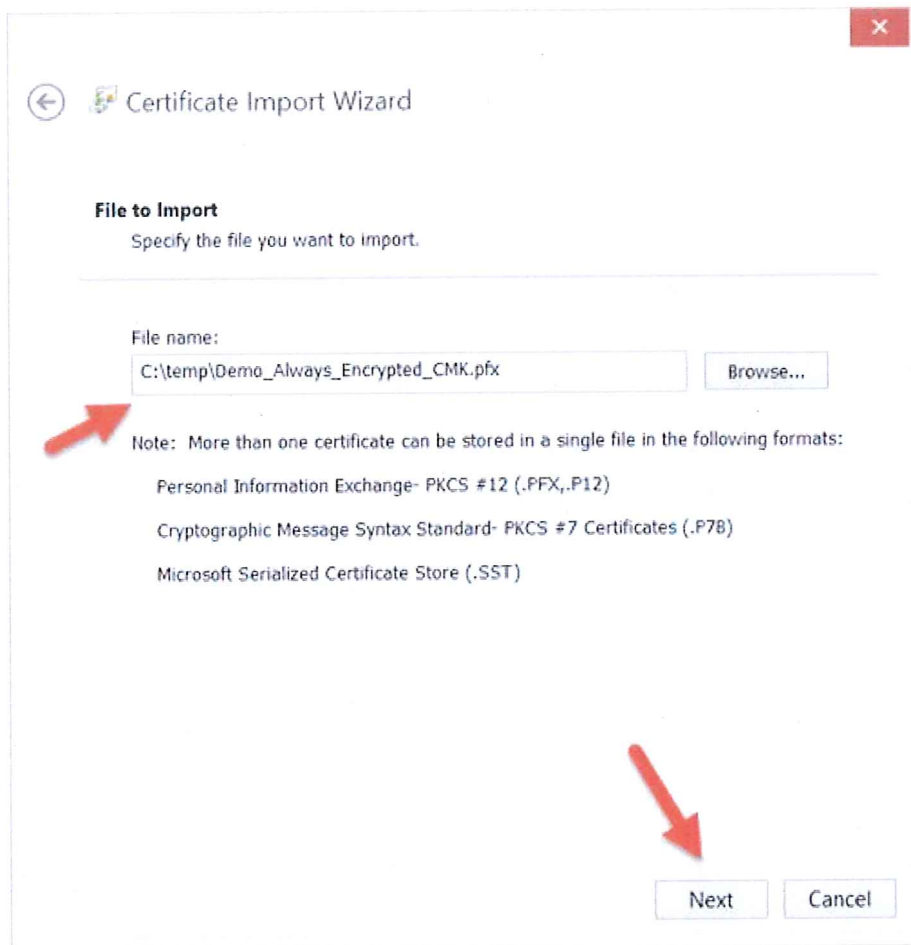 Certificate Import Wizard
File to Import
Specify the file you want to import.
File name:
C:\temp\Demo_Always_Encrypted_CMK.pfx
Browse...
Note: More than one certificate can be stored in a single file in the following formats:
Personal Information Exchange- PKCS #12 (.PFX,.P12)
Cryptographic Message Syntax Standard- PKCS #7 Certificates (.P7B)
Microsoft Serialized Certificate Store (.SST)
Next
Cancel